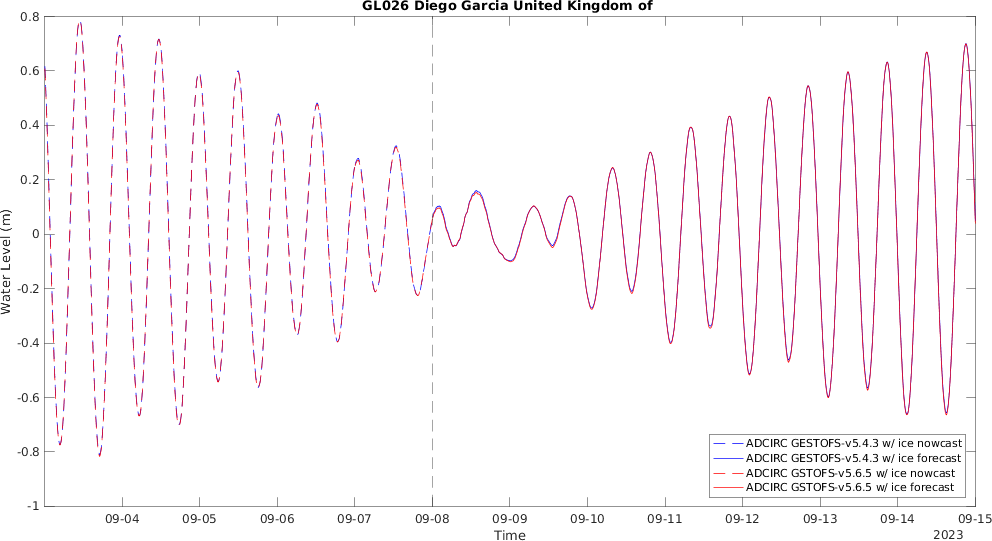 GL026 Diego Garcia United Kingdom of
Water Level (m)
0.8
0.6
0.4
0.2
0
-0.2
-0.4
-0.6
-0.8
-1
ADCIRC GESTOFS-v5.4.3 w/ ice nowcast
ADCIRC GESTOFS-v5.4.3 w/ ice forecast
ADCIRC GSTOFS-v5.6.5 w/ ice nowcast
ADCIRC GSTOFS-v5.6.5 w/ ice forecast
09-04 09-05 09-06 09-07 09-08 09-09 09-10 09-11 09-12 09-13 09-14 09-15
Time
2023